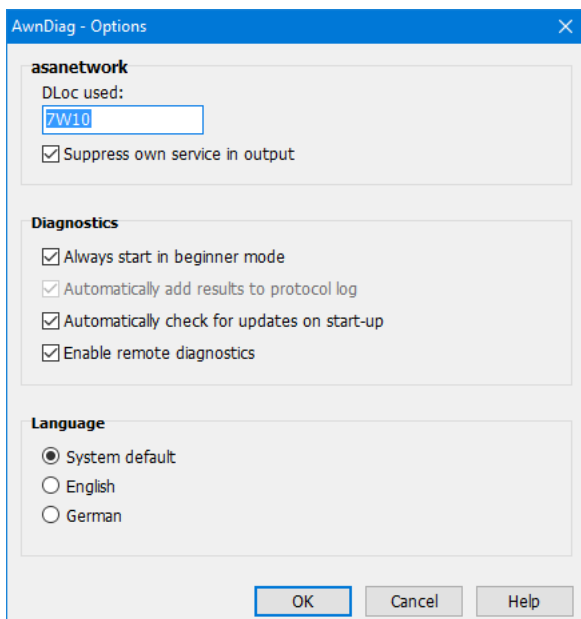 AwnDiag - Options
asanetwork
DLoc used:
7W10
Suppress own service in output
Diagnostics
Always start in beginner mode
Automatically add results to protocol log
Automatically check for updates on start-up
Enable remote diagnostics
Language
System default
English
German
OK Cancel Help